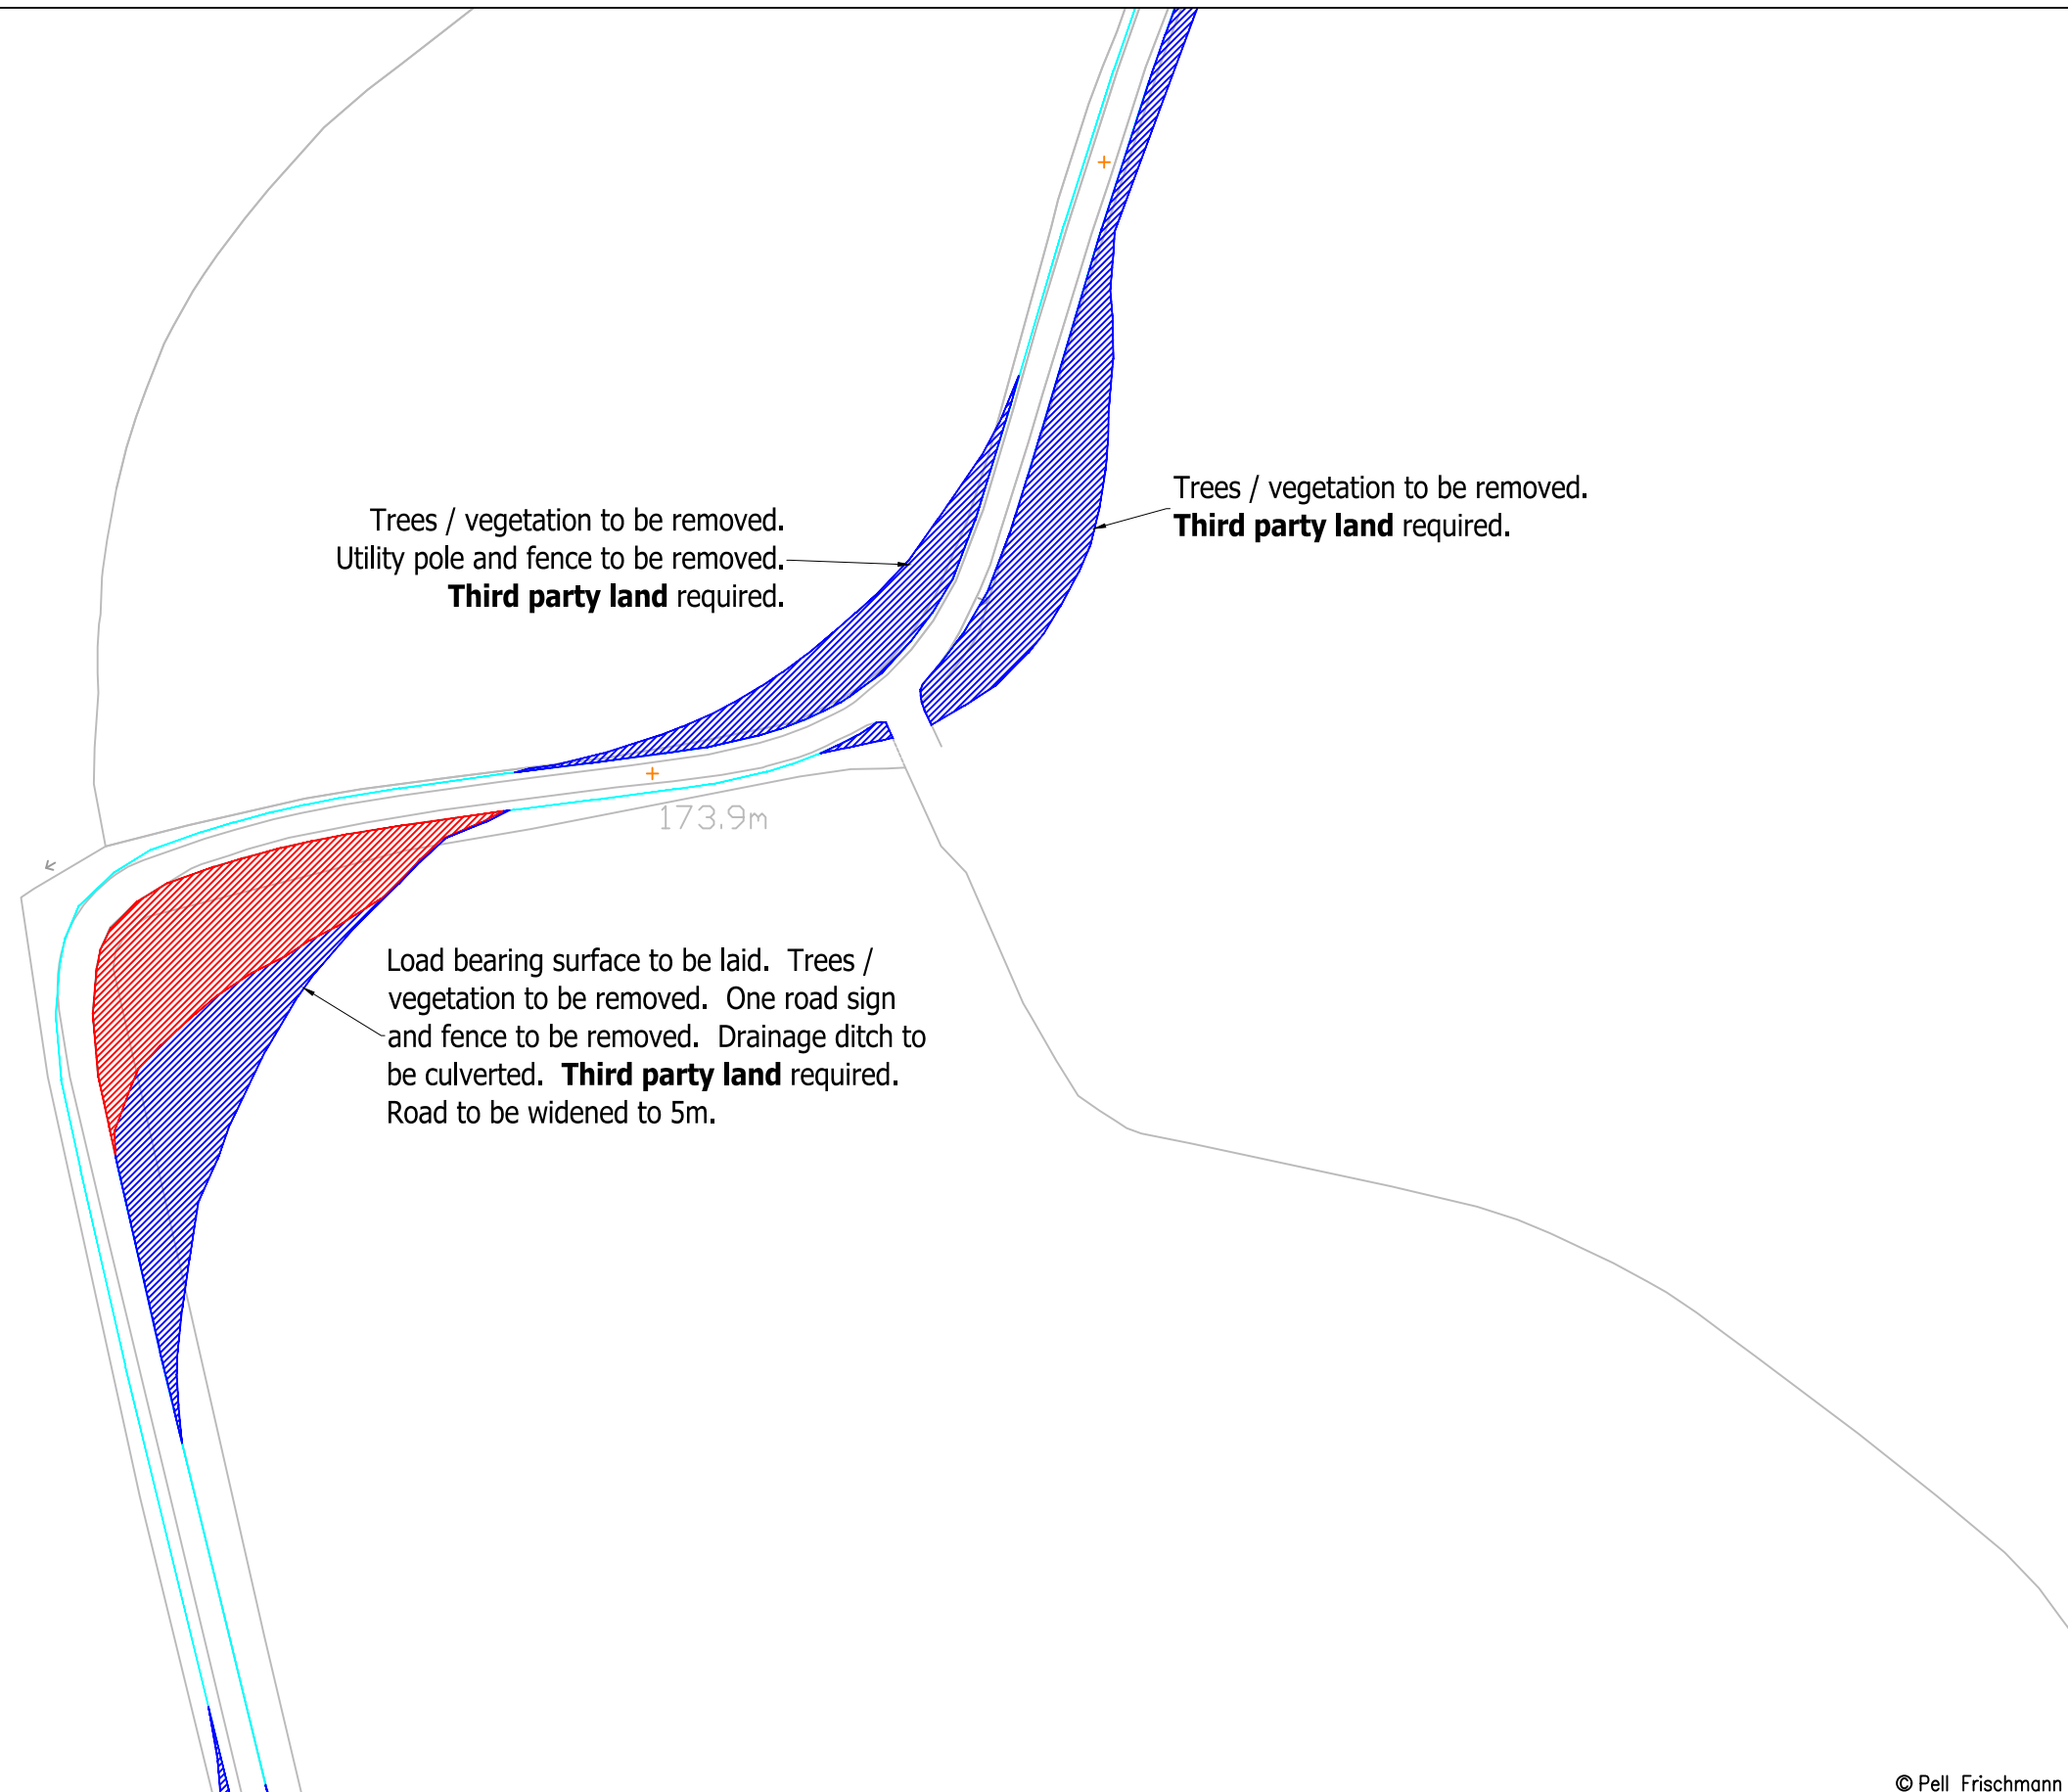 Trees / vegetation to be removed.
Utility pole and fence to be removed.
Third party land required.
Trees / vegetation to be removed.
Third party land required.
173.9m
Load bearing surface to be laid. Trees /
vegetation to be removed. One road sign
and fence to be removed. Drainage ditch to
be culverted. Third party land required.
Road to be widened to 5m.
© Pell Frischmann